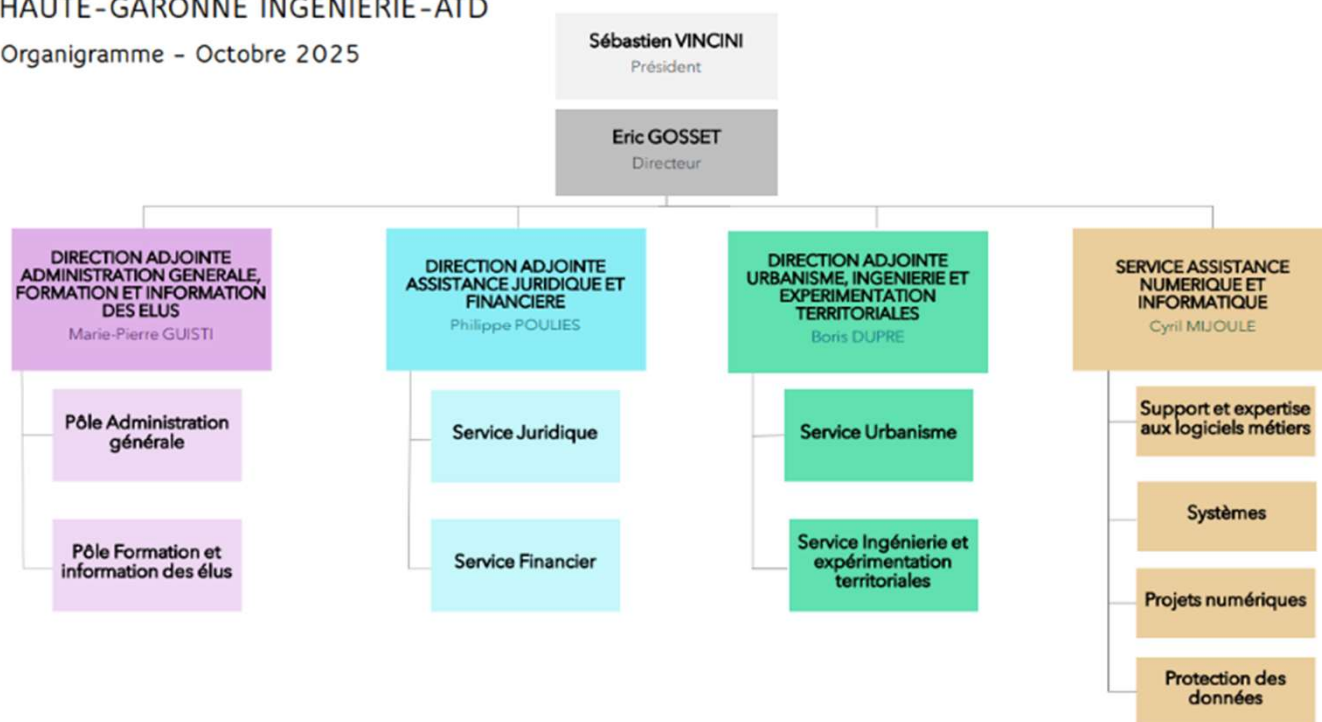 HAUTE-GARONNE INGENIERIE-ATD
Organigramme - Octobre 2025
Sébastien VINCINI
Président
Eric GOSSET
Directeur
DIRECTION ADJOINTE
ADMINISTRATION GENERALE,
FORMATION ET INFORMATION
DES ELUS
Marie-Pierre GUISTI
Pôle Administration
générale
Pôle Formation et
information des élus
DIRECTION ADJOINTE
ASSISTANCE JURIDIQUE ET
FINANCIERE
Philippe POULIES
Service Juridique
Service Financier
DIRECTION ADJOINTE
URBANISME, INGENIERIE ET
EXPERIMENTATION
TERRITORIALES
Boris DUPRE
Service Urbanisme
Service Ingénierie et
expérimentation
territoriales
SERVICE ASSISTANCE
NUMERIQUE ET
INFORMATIQUE
Cyril MIJOULE
Support et expertise
aux logiciels métiers
Systèmes
Projets numériques
Protection des
données